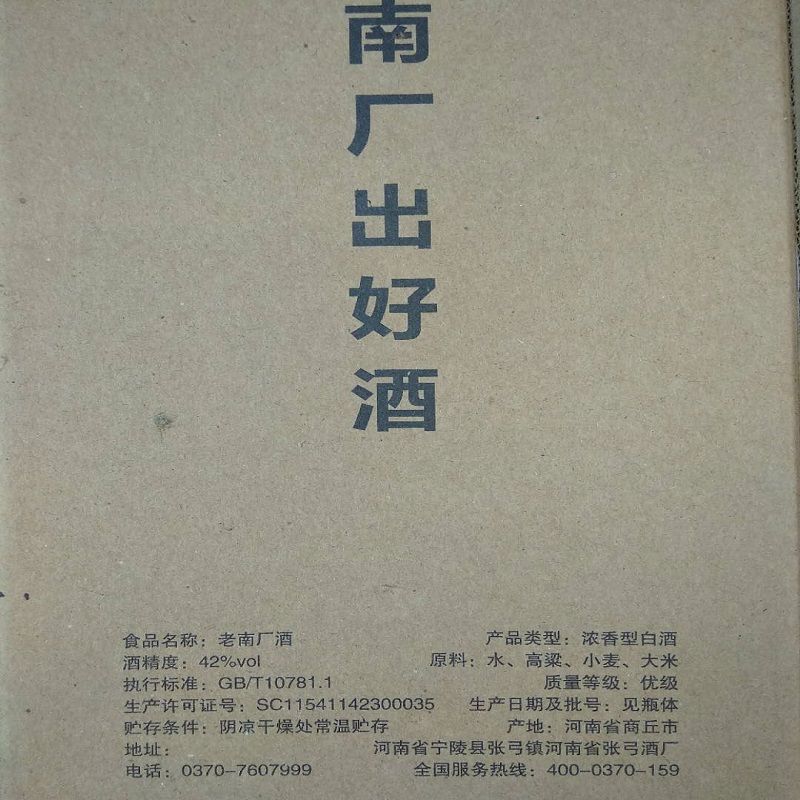 南厂出好酒
食品名称：老南厂酒 产品类型：浓香型白酒
酒精度：42%vol 原料：水、高粱、小麦、大米
执行标准：GB/T10781.1 质量等级：优级
生产许可证号：SC11541142300035 生产日期及批号：见瓶体
贮存条件：阴凉干燥处常温贮存 产地：河南省商丘市
地址： 河南省宁陵县张弓镇河南省张弓酒厂
电话：0370-7607999 全国服务热线：400-0370-159